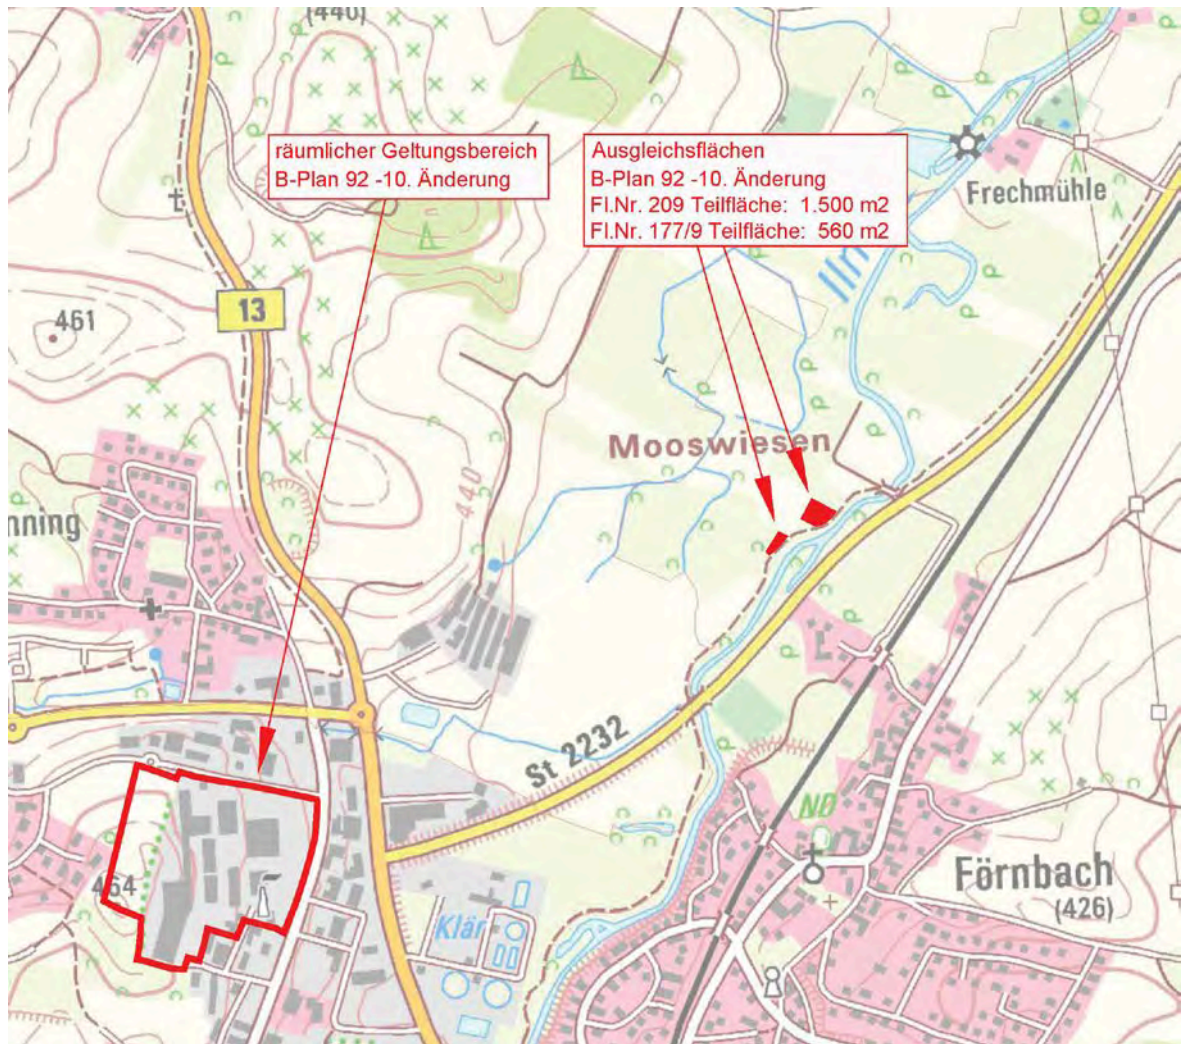 (440)
räumlicher Geltungsbereich
B-Plan 92 -10. Änderung
Ausgleichsflächen
B-Plan 92 -10. Änderung
Fl.Nr. 209 Teilfläche: 1.500 m2
Fl.Nr. 177/9 Teilfläche: 560 m2
Frechmühle
Ilm
13
461
Mooswiesen
440
nning
St 2232
ND
464
Förnbach
(426)
Klär